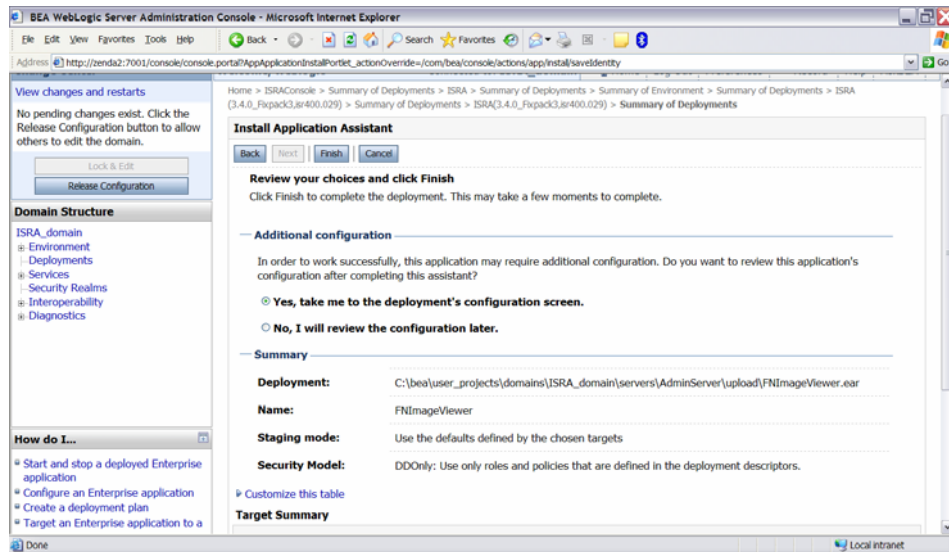 BEA WebLogic Server Administration Console - Microsoft Internet Explorer
File Edit View Favorites Tools Help
Back Search Favorites
Address http://zenda2:7001/console/console.portal?AppApplicationInstallPortlet_actionOverride=/com/bea/console/actions/app/install/saveIdentity Go
View changes and restarts
No pending changes exist. Click the
Release Configuration button to allow
others to edit the domain.
Lock & Edit
Release Configuration
Domain Structure
ISRA_domain
Environment
Deployments
Services
Security Realms
Interoperability
Diagnostics
How do I...
Start and stop a deployed Enterprise
application
Configure an Enterprise application
Create a deployment plan
Target an Enterprise application to a
Home > ISRAConsole > Summary of Deployments > ISRA > Summary of Deployments > Summary of Environment > Summary of Deployments > ISRA
(3.4.0_Fixpack3,isr400.029) > Summary of Deployments > ISRA(3.4.0_Fixpack3,isr400.029) > Summary of Deployments
Install Application Assistant
Back Next Finish Cancel
Review your choices and click Finish
Click Finish to complete the deployment. This may take a few moments to complete.
Additional configuration
In order to work successfully, this application may require additional configuration. Do you want to review this application's
configuration after completing this assistant?
Yes, take me to the deployment's configuration screen.
No, I will review the configuration later.
Summary
Deployment: C:\bea\user_projects\domains\ISRA_domain\servers\AdminServer\upload\FNImageViewer.ear
Name: FNImageViewer
Staging mode: Use the defaults defined by the chosen targets
Security Model: DDOnly: Use only roles and policies that are defined in the deployment descriptors.
Customize this table
Target Summary
Done Local intranet